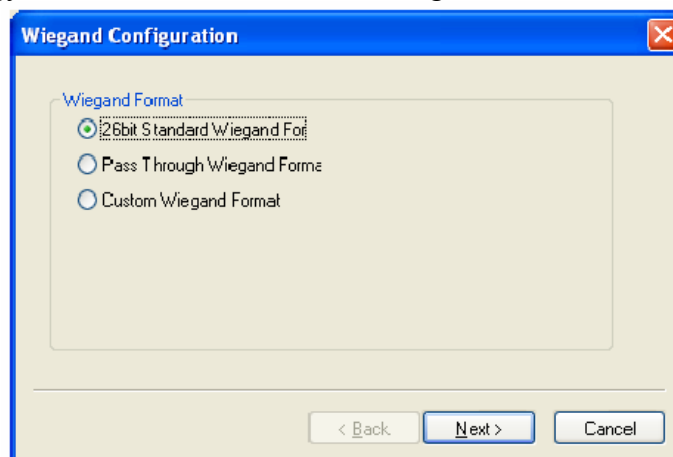 Wiegand Configuration
Wiegand Format
26bit Standard Wiegand For
Pass Through Wiegand Forma
Custom Wiegand Format
< Back
Next >
Cancel